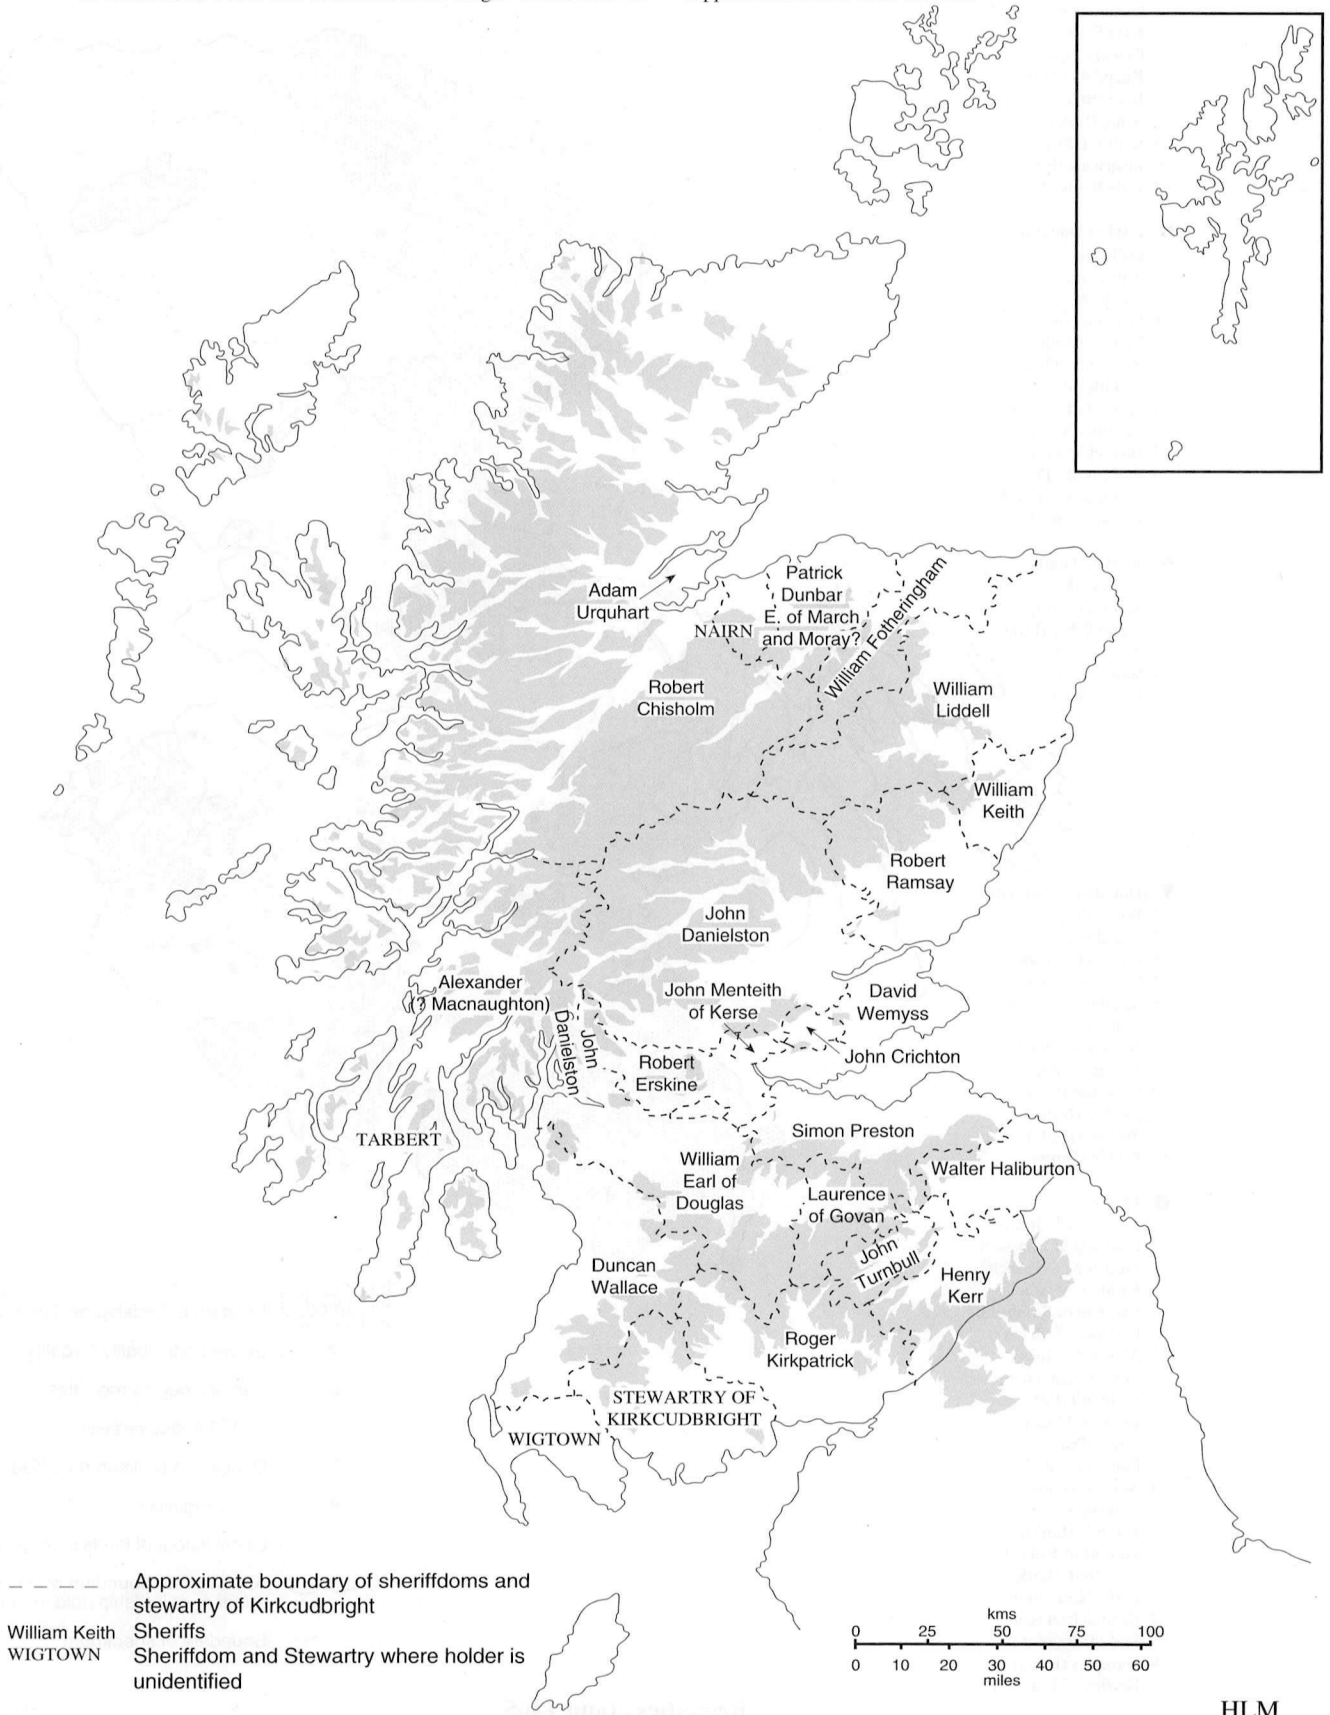 Adam
Urquhart
Patrick
Dunbar
E. of March
and Moray?
NAIRN
William Fotheringham
Robert
Chisholm
William
Liddell
William
Keith
Robert
Ramsay
John
Danielston
Alexander
(? Macnaughton)
John Menteith
of Kerse
David
Wemyss
John
Danielston
John Crichton
Robert
Erskine
TARBERT
Simon Preston
William
Earl of
Douglas
Walter Haliburton
Laurence
of Govan
John
Turnbull
Duncan
Wallace
Henry
Kerr
Roger
Kirkpatrick
STEWARTRY OF
KIRKCUDBRIGHT
WIGTOWN
Approximate boundary of sheriffdoms and
stewartry of Kirkcudbright
William Keith Sheriffs
WIGTOWN Sheriffdom and Stewartry where holder is
unidentified
kms
0 25 50 75 100
0 10 20 30 40 50 60
miles
HLM